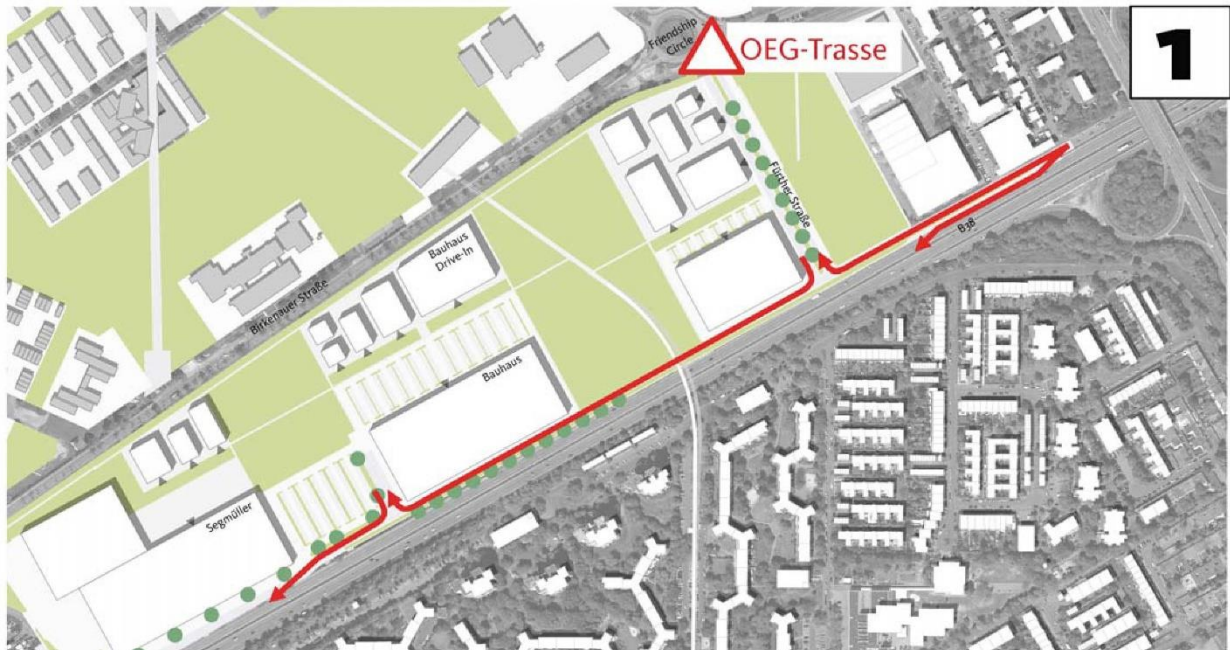 1
Friendship
Circle
OEG-Trasse
Fürther Straße
B38
Bauhaus
Drive-In
Birkenauer Straße
Bauhaus
Segmüller